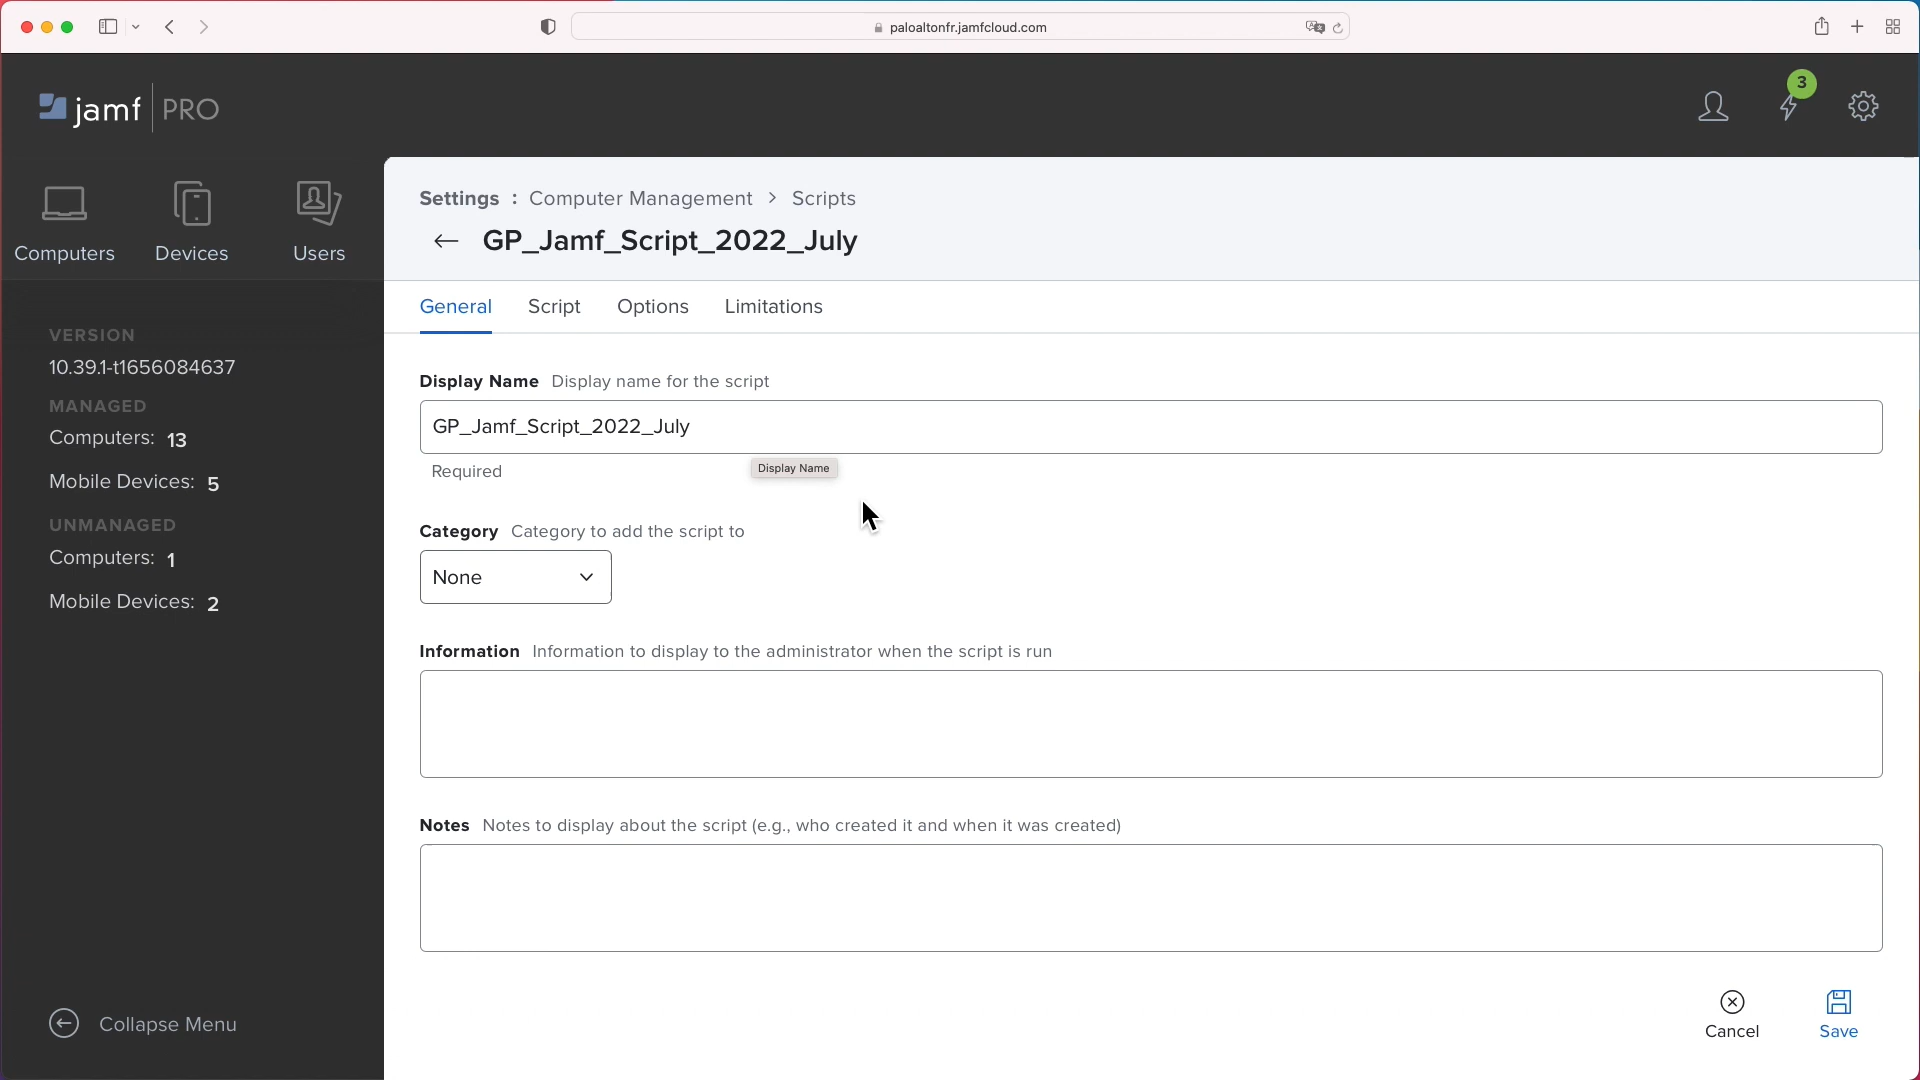 paloaltonfr.jamfcloud.com
jamf PRO
3
Computers
Devices
Users
VERSION
10.39.1-t1656084637
MANAGED
Computers: 13
Mobile Devices: 5
UNMANAGED
Computers: 1
Mobile Devices: 2
Collapse Menu
Settings : Computer Management > Scripts
GP_Jamf_Script_2022_July
General Script Options Limitations
Display Name Display name for the script
GP_Jamf_Script_2022_July
Required
Display Name
Category Category to add the script to
None
Information Information to display to the administrator when the script is run
Notes Notes to display about the script (e.g., who created it and when it was created)
Cancel
Save